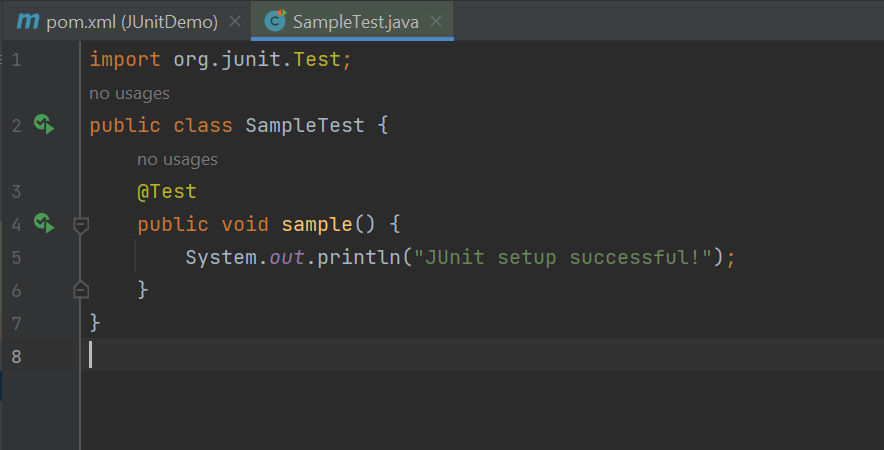 m pom.xml (JUnitDemo) × C SampleTest.java ×
1 import org.junit.Test;
no usages
2 public class SampleTest {
no usages
3 @Test
4 public void sample() {
5 System.out.println("JUnit setup successful!");
6 }
7 }
8